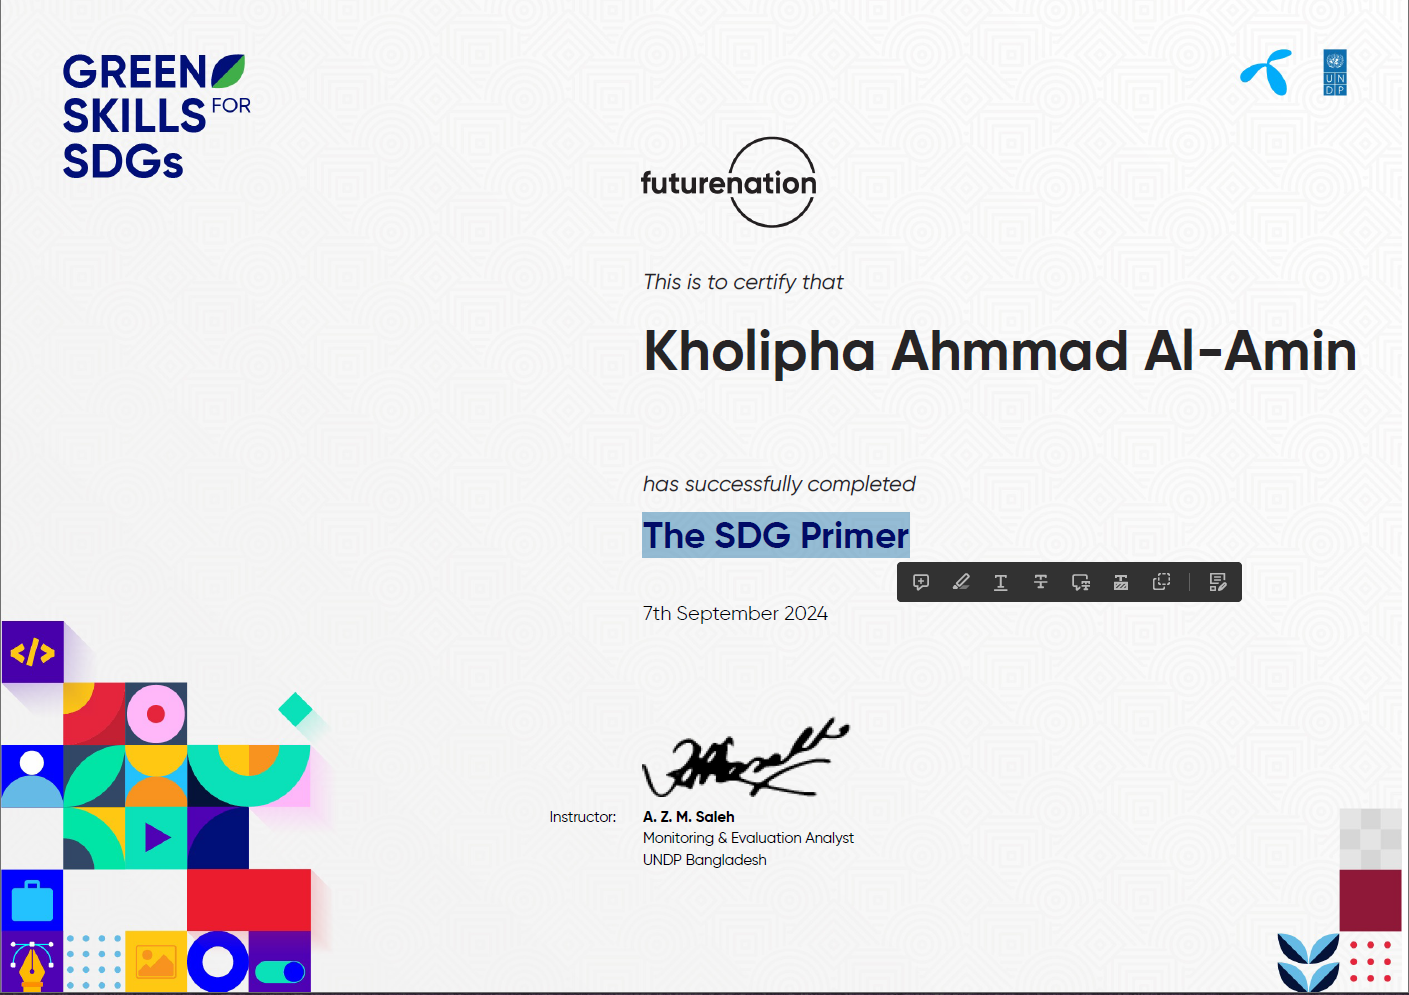 GREEN
SKILLS FOR
SDGs
UN
DP
futurenation
This is to certify that
Kholipha Ahmmad Al-Amin
has successfully completed
The SDG Primer
7th September 2024
Instructor: A. Z. M. Saleh
Monitoring & Evaluation Analyst
UNDP Bangladesh